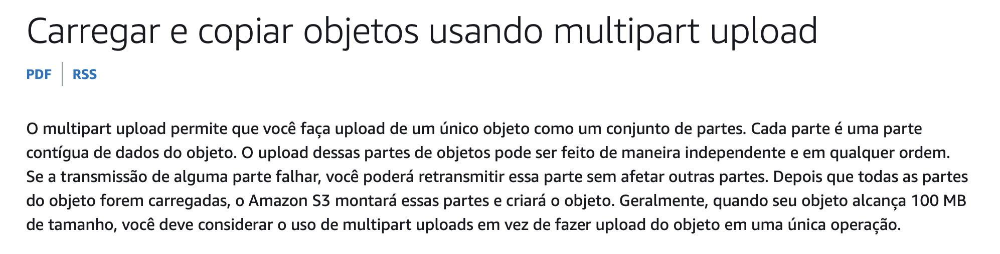 Carregar e copiar objetos usando multipart upload
PDF
RSS
O multipart upload permite que você faça upload de um único objeto como um conjunto de partes. Cada parte é uma parte
contígua de dados do objeto. O upload dessas partes de objetos pode ser feito de maneira independente e em qualquer ordem.
Se a transmissão de alguma parte falhar, você poderá retransmitir essa parte sem afetar outras partes. Depois que todas as partes
do objeto forem carregadas, o Amazon S3 montará essas partes e criará o objeto. Geralmente, quando seu objeto alcança 100 MB
de tamanho, você deve considerar o uso de multipart uploads em vez de fazer upload do objeto em uma única operação.